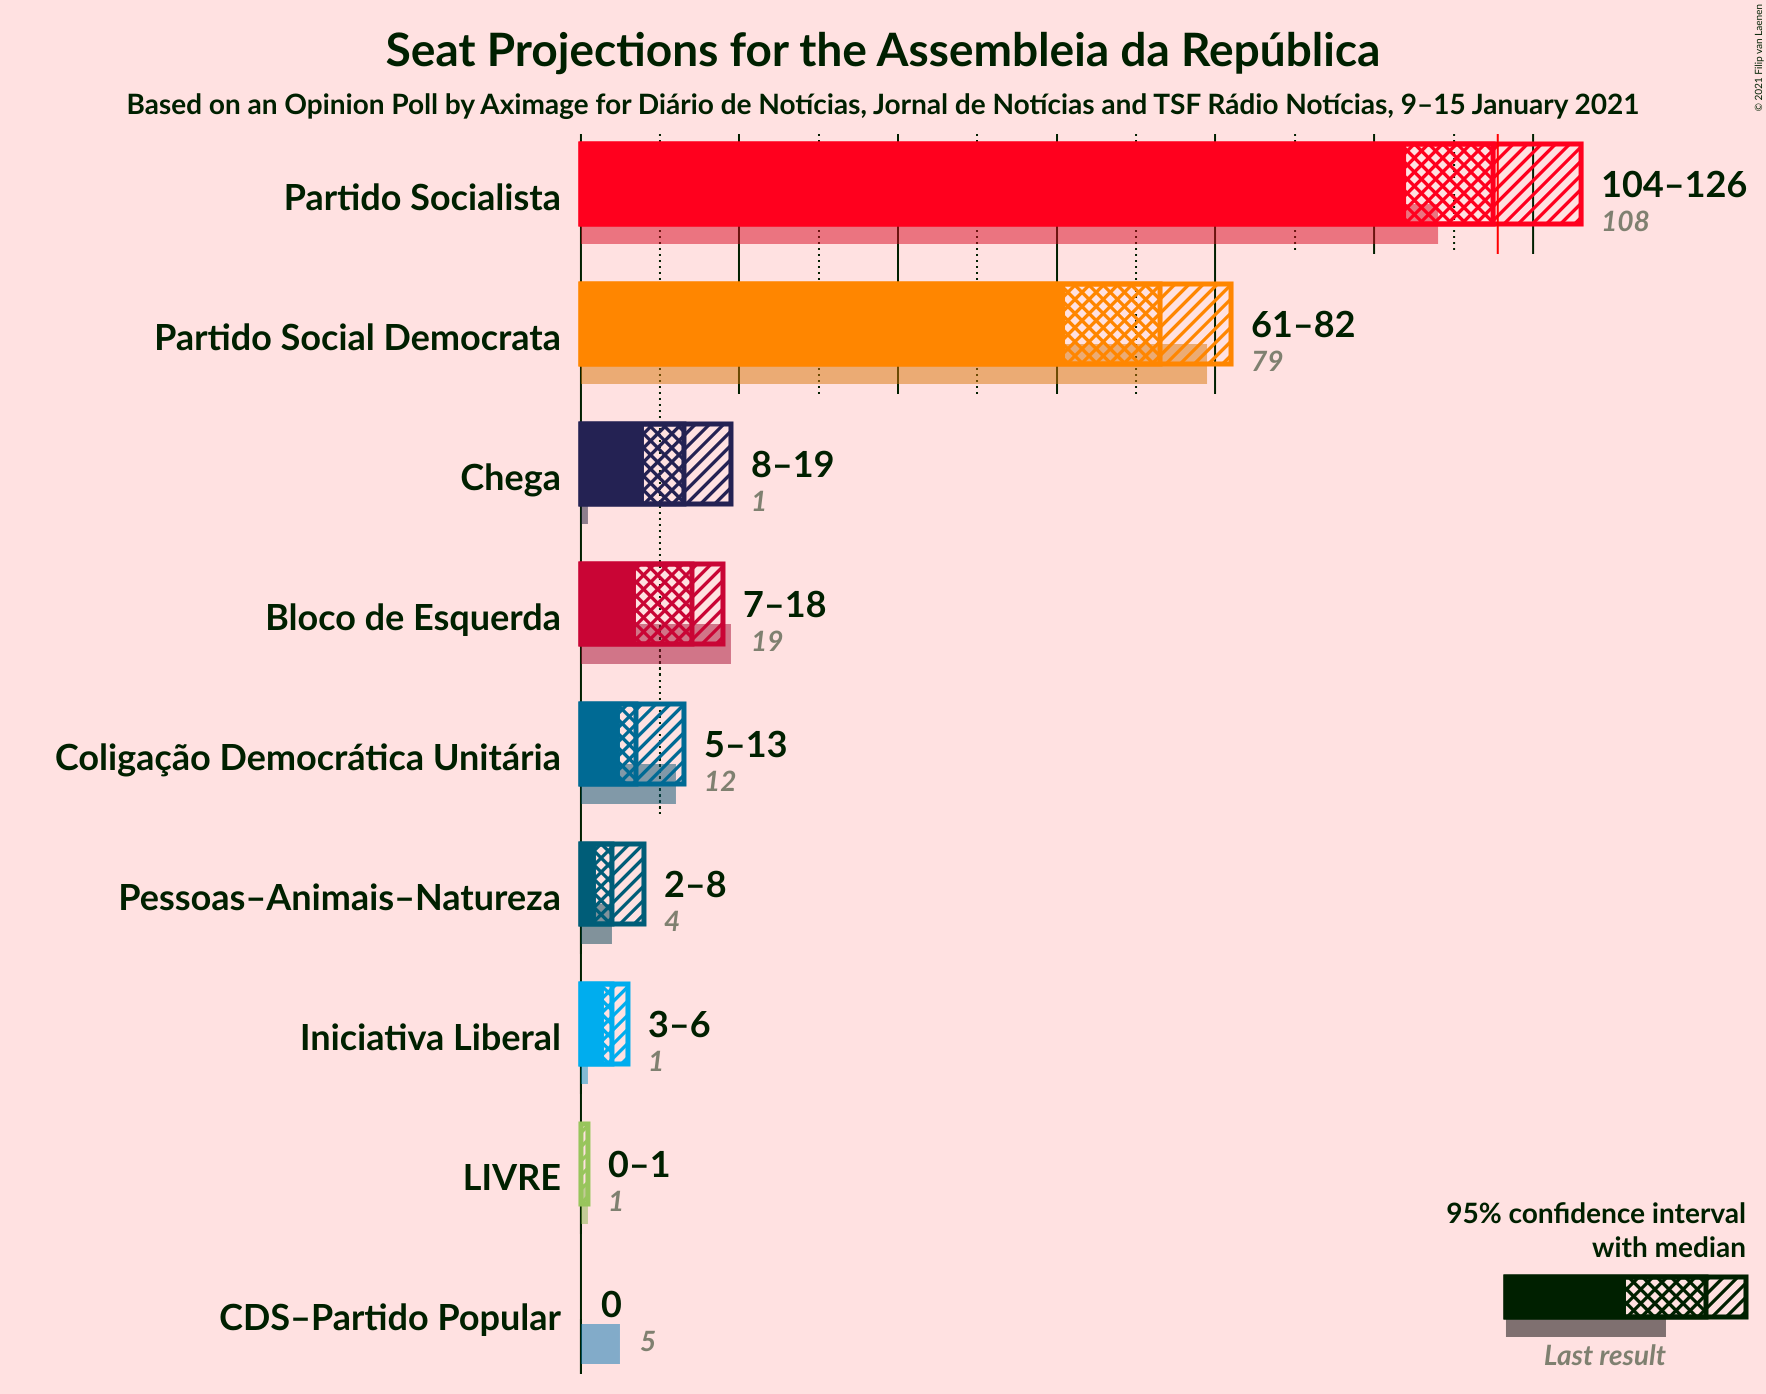 Seat Projections for the Assembleia da República
Based on an Opinion Poll by Aximage for Diário de Notícias, Jornal de Notícias and TSF Rádio Notícias, 9–15 January 2021
© 2021 Filip van Laenen
Partido Socialista
104–126
108
Partido Social Democrata
61–82
79
Chega
8–19
1
Bloco de Esquerda
7–18
19
Coligação Democrática Unitária
5–13
12
Pessoas–Animais–Natureza
2–8
4
Iniciativa Liberal
3–6
1
LIVRE
0–1
1
CDS–Partido Popular
0
5
95% confidence interval
with median
Last result